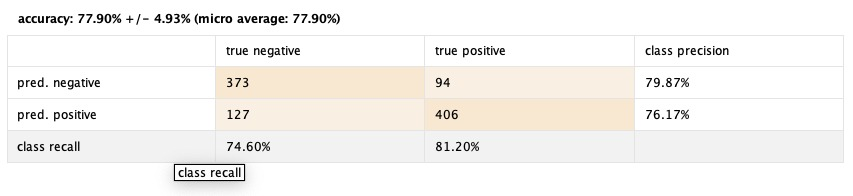 accuracy: 77.90% +/- 4.93% (micro average: 77.90%)
true negative true positive class precision
pred. negative 373 94 79.87%
pred. positive 127 406 76.17%
class recall 74.60% 81.20%
class recall